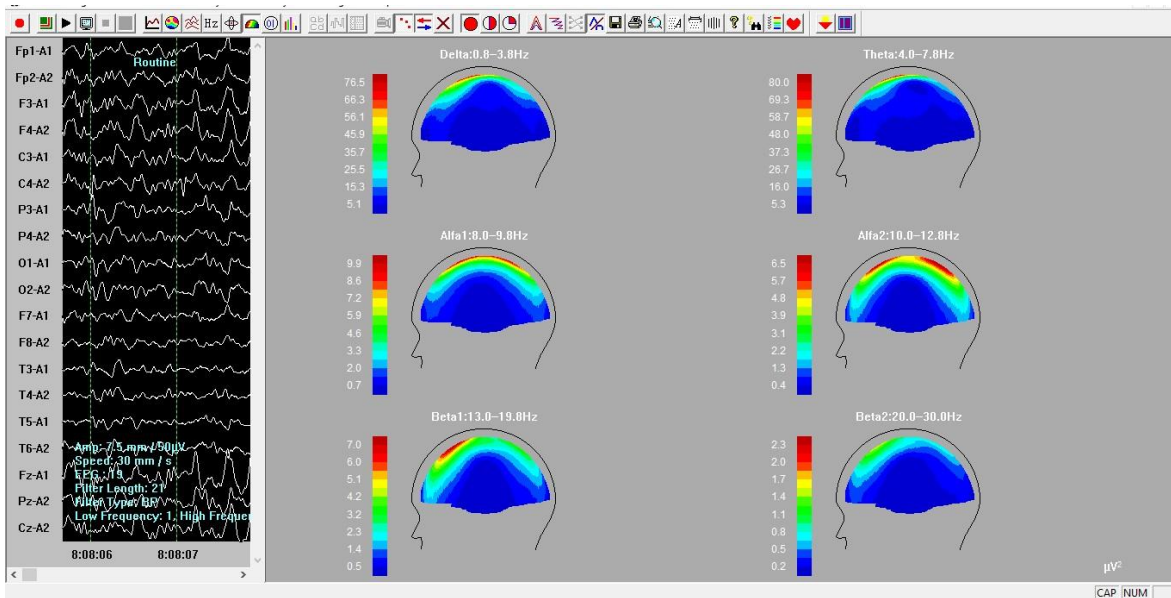 Hz
Fp1-A1
Routine
Fp2-A2
F3-A1
F4-A2
C3-A1
C4-A2
P3-A1
P4-A2
O1-A1
O2-A2
F7-A1
F8-A2
T3-A1
T4-A2
T5-A1
T6-A2
Amp: 7.5 mm / 50µV
Speed: 30 mm / s
Fz-A1
EEG: 19
Filter Length: 21
Pz-A2
Filter Type: BP
Low Frequency: 1, High Frequen
Cz-A2
8:08:06 8:08:07
Delta:0.8-3.8Hz
76.5
66.3
56.1
45.9
35.7
25.5
15.3
5.1
Theta:4.0-7.8Hz
80.0
69.3
58.7
48.0
37.3
26.7
16.0
5.3
Alfa1:8.0-9.8Hz
9.9
8.6
7.2
5.9
4.6
3.3
2.0
0.7
Alfa2:10.0-12.8Hz
6.5
5.7
4.8
3.9
3.1
2.2
1.3
0.4
Beta1:13.0-19.8Hz
7.0
6.0
5.1
4.2
3.2
2.3
1.4
0.5
Beta2:20.0-30.0Hz
2.3
2.0
1.7
1.4
1.1
0.8
0.5
0.2
µV²
CAP NUM